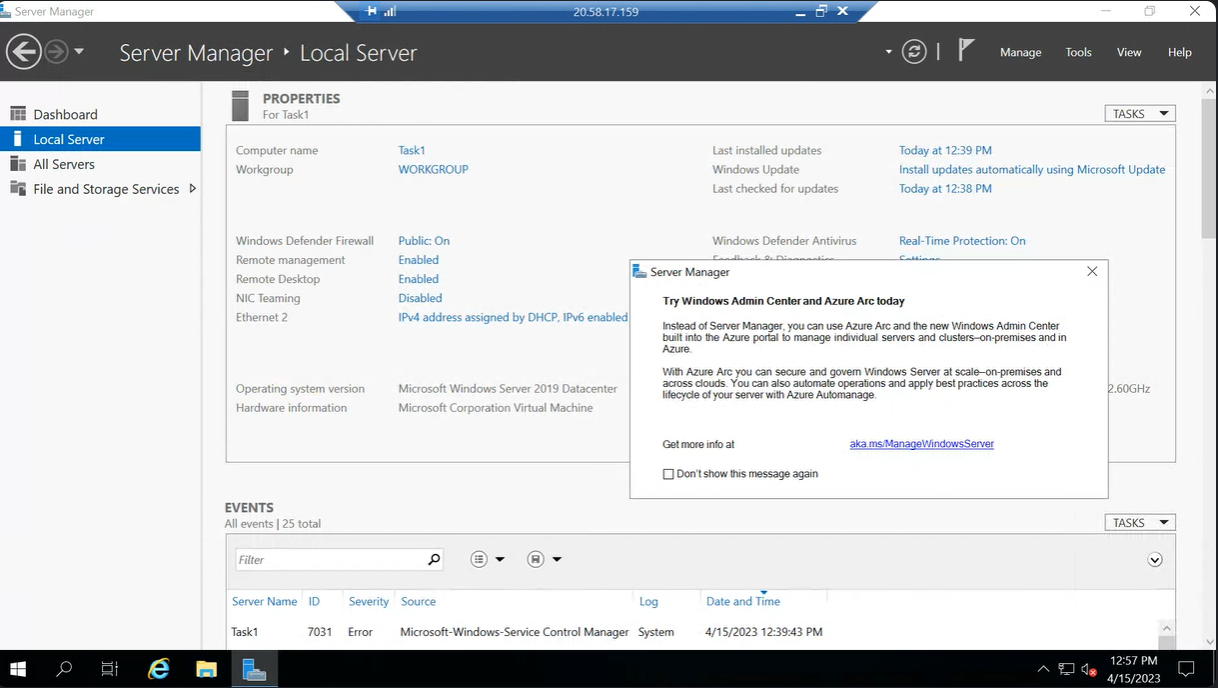 Server Manager
20.58.17.159
Server Manager ‣ Local Server
Manage
Tools
View
Help
Dashboard
Local Server
All Servers
File and Storage Services
PROPERTIES
For Task1
TASKS
Computer name Task1
Workgroup WORKGROUP
Last installed updates Today at 12:39 PM
Windows Update Install updates automatically using Microsoft Update
Last checked for updates Today at 12:38 PM
Windows Defender Firewall Public: On
Remote management Enabled
Remote Desktop Enabled
NIC Teaming Disabled
Ethernet 2 IPv4 address assigned by DHCP, IPv6 enabled
Windows Defender Antivirus Real-Time Protection: On
Feedback & Diagnostics Settings
Operating system version Microsoft Windows Server 2019 Datacenter
Hardware information Microsoft Corporation Virtual Machine
2.60GHz
Server Manager
Try Windows Admin Center and Azure Arc today
Instead of Server Manager, you can use Azure Arc and the new Windows Admin Center
built into the Azure portal to manage individual servers and clusters–on-premises and in
Azure.
With Azure Arc you can secure and govern Windows Server at scale–on-premises and
across clouds. You can also automate operations and apply best practices across the
lifecycle of your server with Azure Automanage.
Get more info at aka.ms/ManageWindowsServer
Don't show this message again
EVENTS
All events | 25 total
TASKS
Filter
Server Name ID Severity Source Log Date and Time
Task1 7031 Error Microsoft-Windows-Service Control Manager System 4/15/2023 12:39:43 PM
12:57 PM
4/15/2023